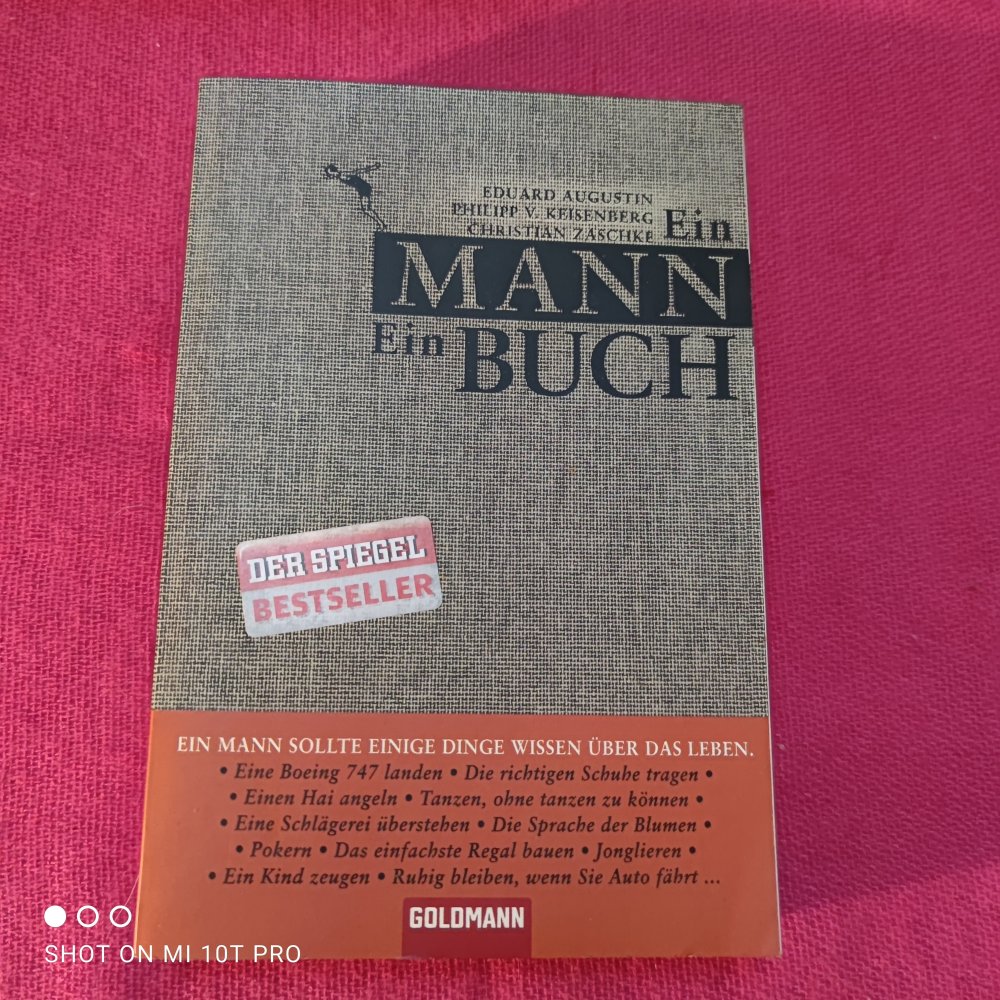 EDUARD AUGUSTIN
PHILIPP V. KEISENBERG
CHRISTIAN ZASCHKE
Ein
MANN
Ein BUCH
DER SPIEGEL
BESTSELLER
EIN MANN SOLLTE EINIGE DINGE WISSEN ÜBER DAS LEBEN.
• Eine Boeing 747 landen • Die richtigen Schuhe tragen •
• Einen Hai angeln • Tanzen, ohne tanzen zu können •
• Eine Schlägerei überstehen • Die Sprache der Blumen •
• Pokern • Das einfachste Regal bauen • Jonglieren •
• Ein Kind zeugen • Ruhig bleiben, wenn Sie Auto fährt ...
GOLDMANN
SHOT ON MI 10T PRO